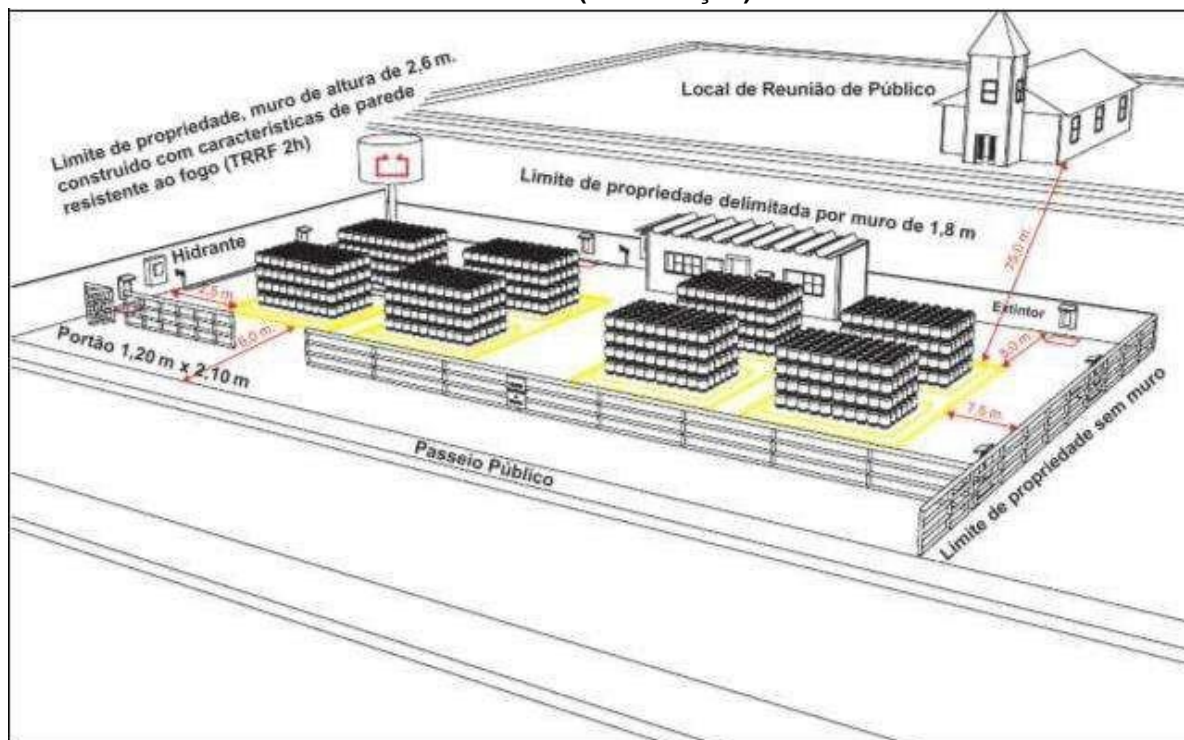 Limite de propriedade, muro de altura de 2,6 m.
construído com características de parede
resistente ao fogo (TRRF 2h)
Local de Reunião de Público
Limite de propriedade delimitada por muro de 1,8 m
75,0 m.
Hidrante
Extintor
7,5 m.
Portão 1,20 m x 2,10 m
Passeio Público
Limite de propriedade sem muro